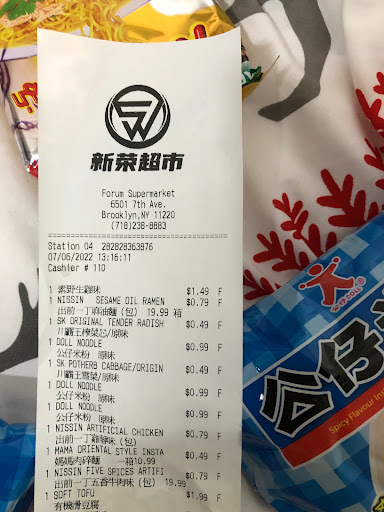 新荣超市
Forum Supermarket
6501 7th Ave.
Brooklyn,NY 11220
(718)238-8883
Station 04 282828363876
07/06/2022 13:16:11
Cashier # 110
1 素野生雞味 $1.49 F
1 NISSIN SESAME OIL RAMEN $0.79 F
出前一丁麻油麵(包) 19.99 箱
1 SK ORIGINAL TENDER RADISH $0.49 F
川霸王榨菜芯/原味
1 DOLL NOODLE $0.99 F
公仔米粉 原味
1 SK POTHERB CABBAGE/ORIGIN $0.49 F
川霸王雪菜/原味
1 DOLL NOODLE $0.99 F
公仔米粉 原味
1 DOLL NOODLE $0.99 F
公仔米粉 原味
1 NISSIN ARTIFICIAL CHICKEN $0.79 F
出前一丁雞蓉味(包)
1 MAMA ORIENTAL STYLE INSTA $0.49 F
媽媽肉碎麵 一箱10.99
1 NISSIN FIVE SPICES ARTIFI $0.79 F
出前一丁五香牛肉味(包) 19.99
1 SOFT TOFU $1.99 F
有機滑豆腐
公仔
Spicy Flavour In